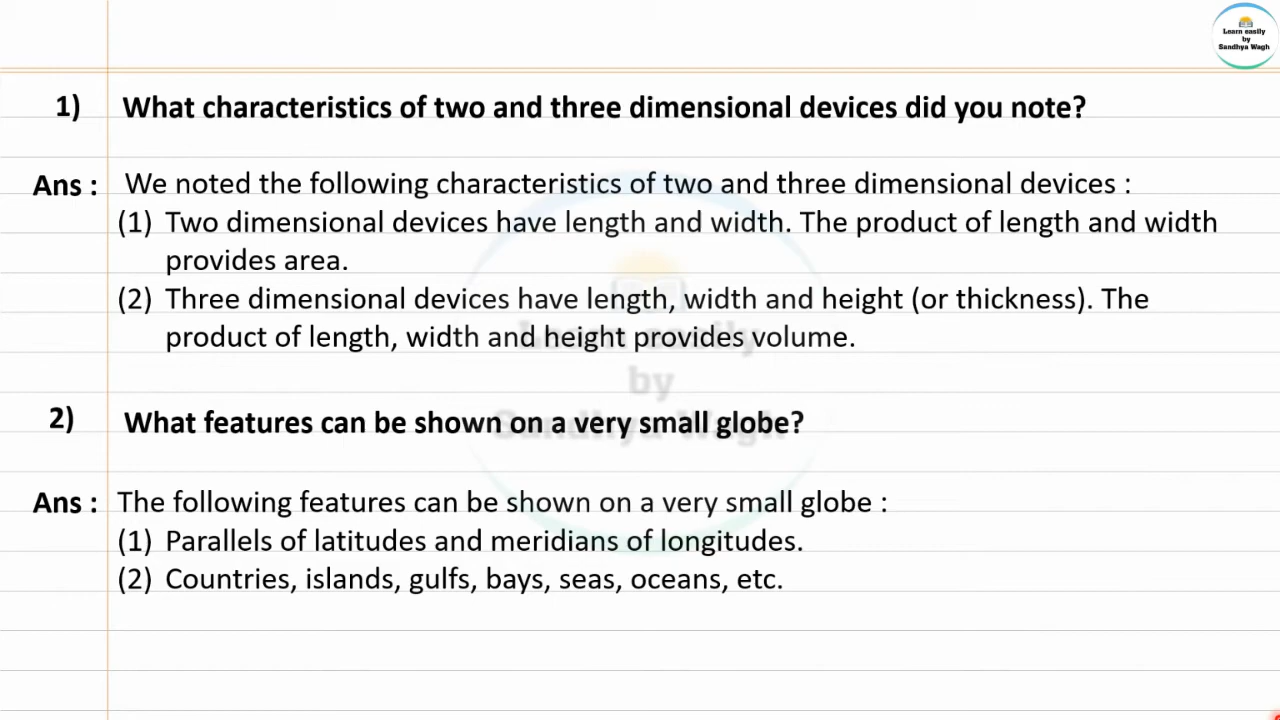 Learn easily
by
Sandhya Wagh
1) What characteristics of two and three dimensional devices did you note?
Ans : We noted the following characteristics of two and three dimensional devices :
(1) Two dimensional devices have length and width. The product of length and width
provides area.
(2) Three dimensional devices have length, width and height (or thickness). The
product of length, width and height provides volume.
Learn easily
by
Sandhya Wagh
2) What features can be shown on a very small globe?
Ans : The following features can be shown on a very small globe :
(1) Parallels of latitudes and meridians of longitudes.
(2) Countries, islands, gulfs, bays, seas, oceans, etc.